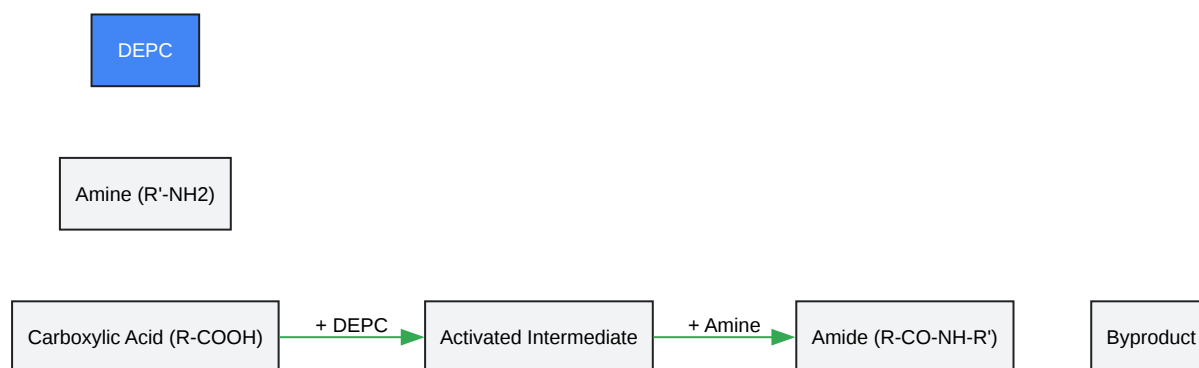 DEPC
Amine (R'-NH2)
Carboxylic Acid (R-COOH)
+ DEPC
Activated Intermediate
+ Amine
Amide (R-CO-NH-R')
Byproduct